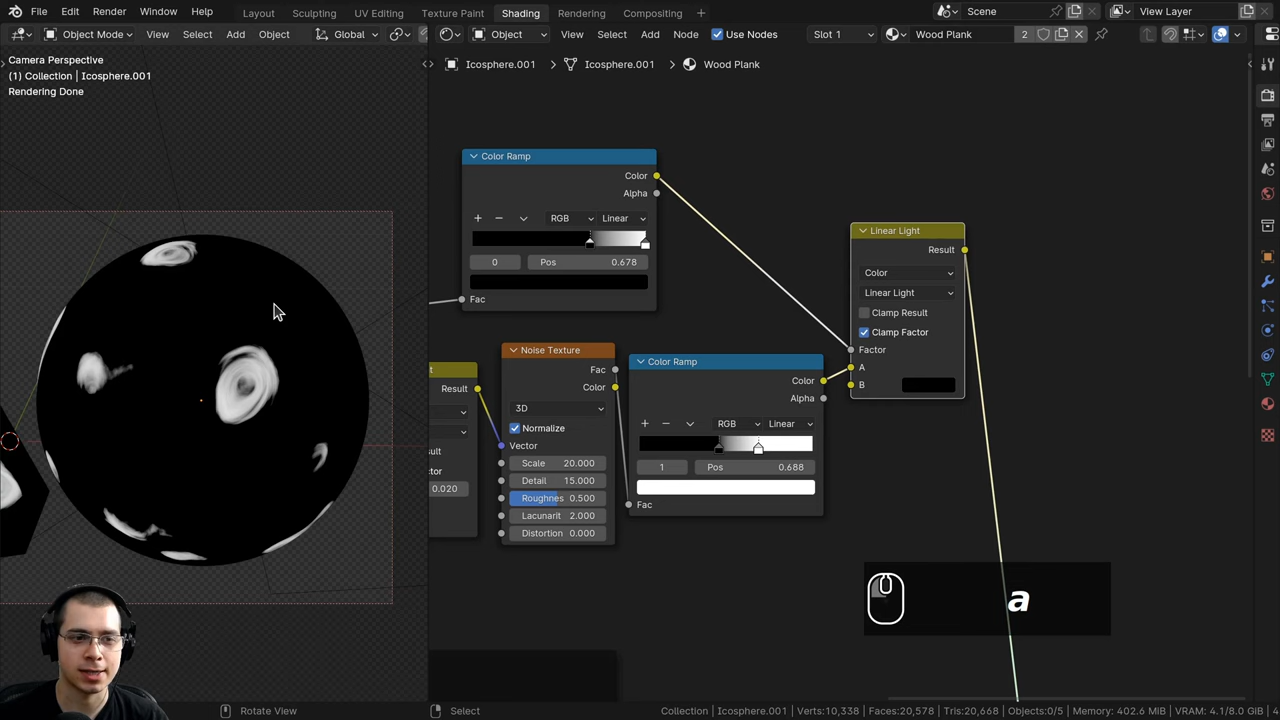 File Edit Render Window Help Layout Sculpting UV Editing Texture Paint Shading Rendering Compositing + Scene View Layer
Object Mode View Select Add Object Global Object View Select Add Node Use Nodes Slot 1 Wood Plank 2
Camera Perspective
(1) Collection | Icosphere.001
Rendering Done
Icosphere.001 > Icosphere.001 > Wood Plank
Color Ramp
Color
Alpha
+ − RGB Linear
0 Pos 0.678
Fac
Linear Light
Result
Color
Linear Light
Clamp Result
Clamp Factor
Factor
A
B
Result
0.020
Noise Texture
Fac
Color
3D
Normalize
Vector
Scale 20.000
Detail 15.000
Roughnes 0.500
Lacunarit 2.000
Distortion 0.000
Color Ramp
Color
Alpha
+ − RGB Linear
1 Pos 0.688
Fac
a
Rotate View Select Collection | Icosphere.001 | Verts:10,338 | Faces:20,578 | Tris:20,668 | Objects:0/5 | Memory: 402.6 MiB | VRAM: 4.1/8.0 GiB | 4